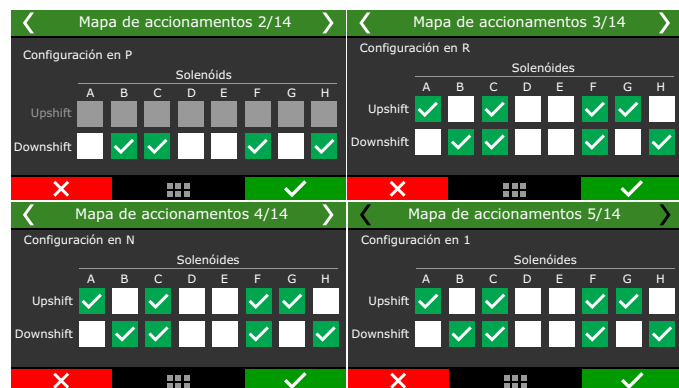 Mapa de accionamentos 2/14
Configuración en P
Solenóids
A B C D E F G H
Upshift
Downshift
Mapa de accionamentos 3/14
Configuración en R
Solenóides
A B C D E F G H
Upshift
Downshift
Mapa de accionamentos 4/14
Configuración en N
Solenóides
A B C D E F G H
Upshift
Downshift
Mapa de accionamentos 5/14
Configuración en 1
Solenóides
A B C D E F G H
Upshift
Downshift